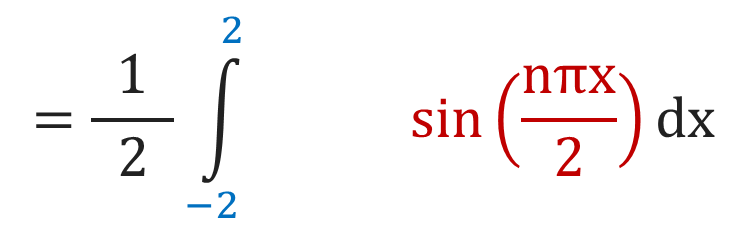 = 1/2 ∫_{-2}^{2} sin(nπx/2) dx